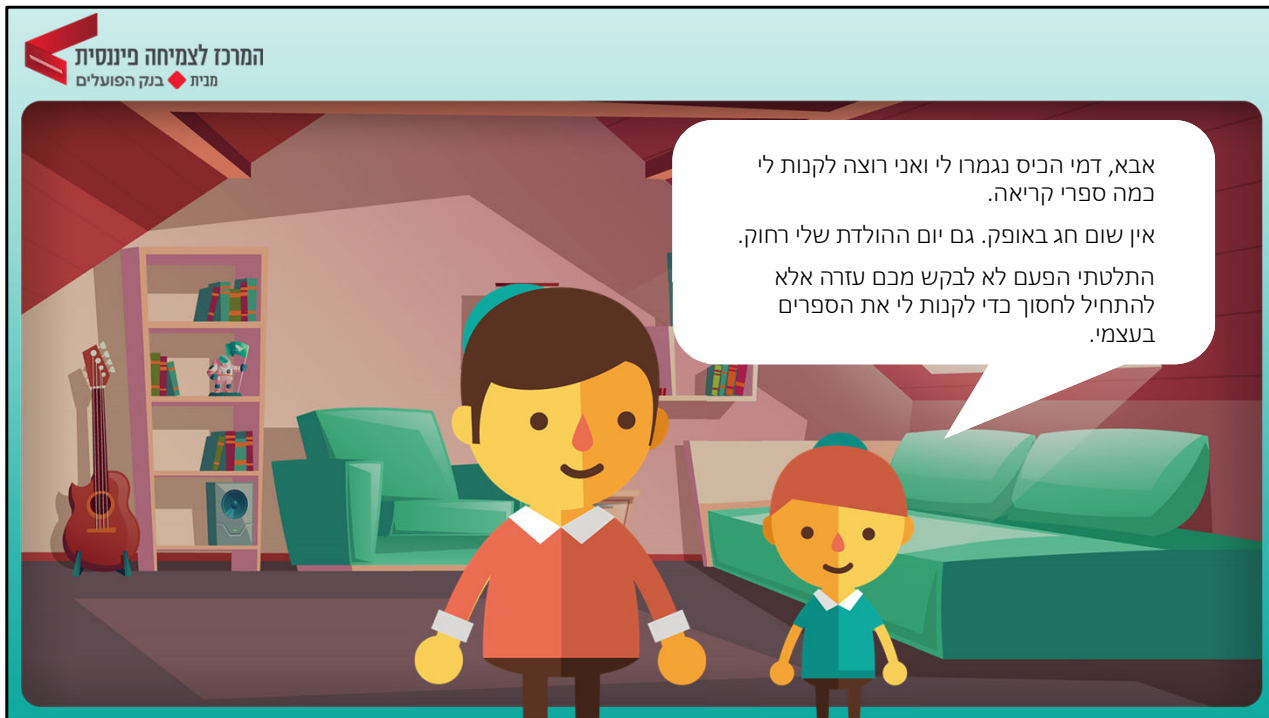 המרכז לצמיחה פיננסית
מבית בנק הפועלים
אבא, דמי הכיס נגמרו לי ואני רוצה לקנות לי
כמה ספרי קריאה.
אין שום חג באופק. גם יום ההולדת שלי רחוק.
התלטתי הפעם לא לבקש מכם עזרה אלא
להתחיל לחסוך כדי לקנות לי את הספרים
בעצמי.